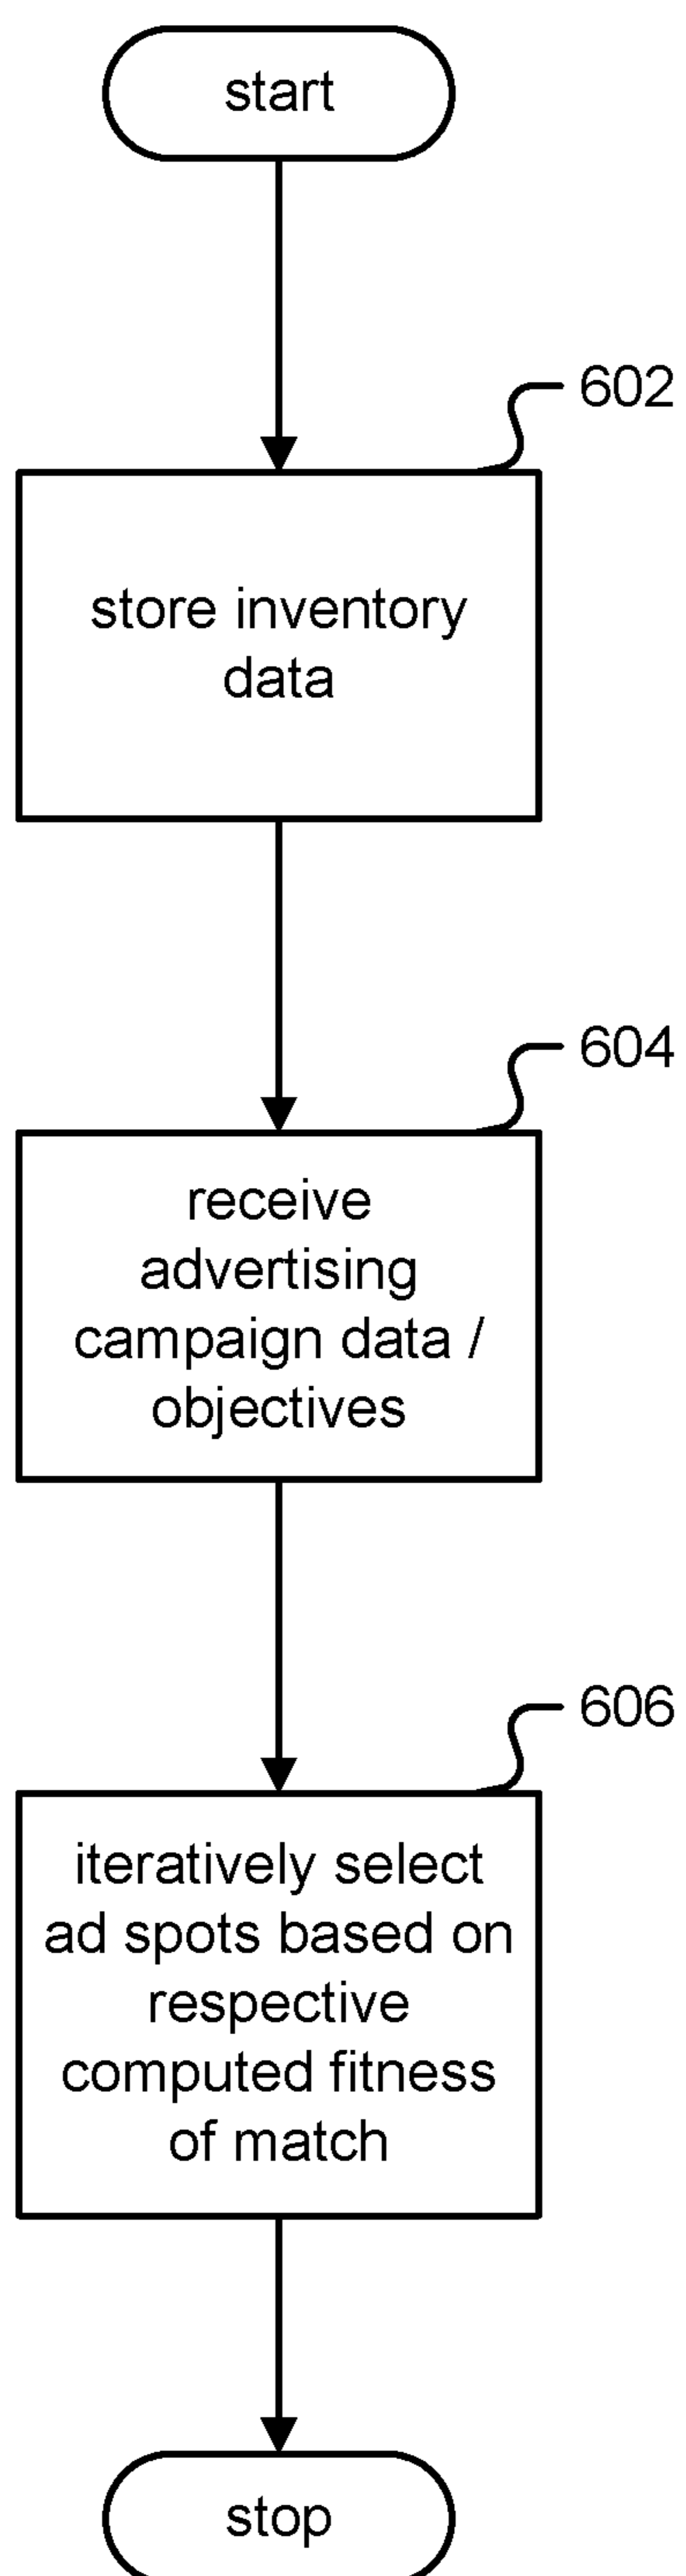 start
602
store inventory
data
604
receive
advertising
campaign data /
objectives
606
iteratively select
ad spots based on
respective
computed fitness
of match
stop